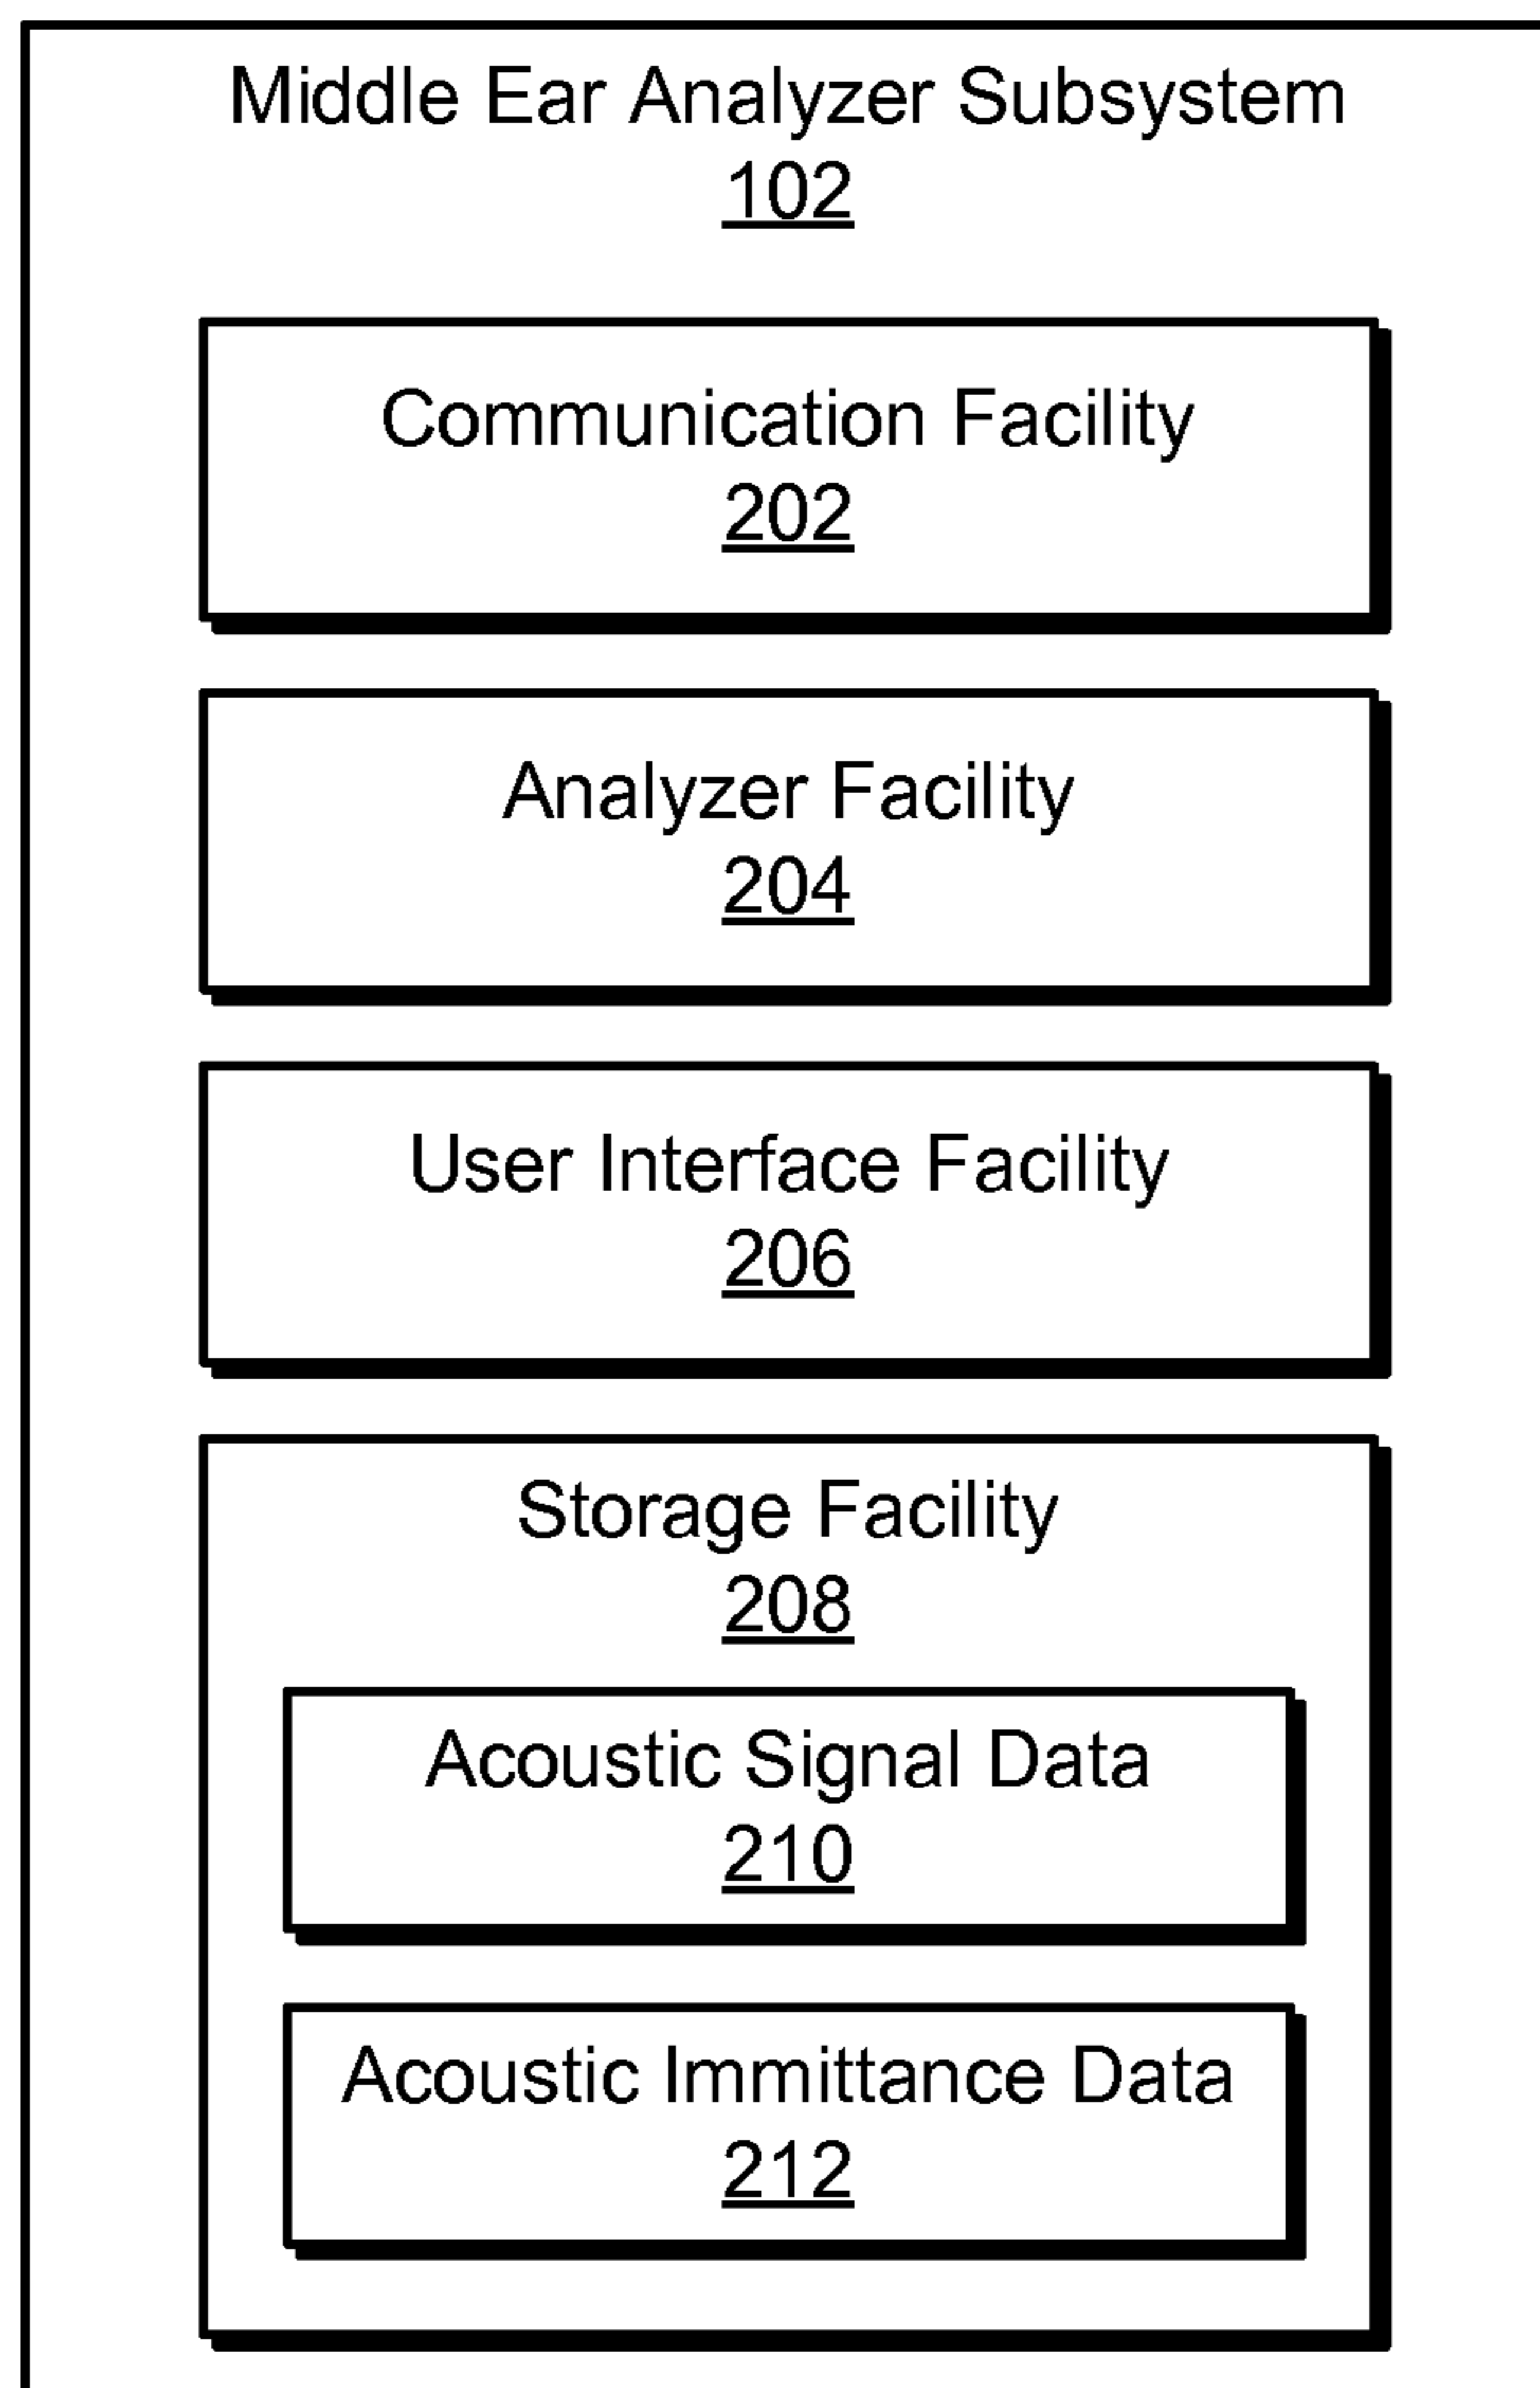 Middle Ear Analyzer Subsystem
102
Communication Facility
202
Analyzer Facility
204
User Interface Facility
206
Storage Facility
208
Acoustic Signal Data
210
Acoustic Immittance Data
212